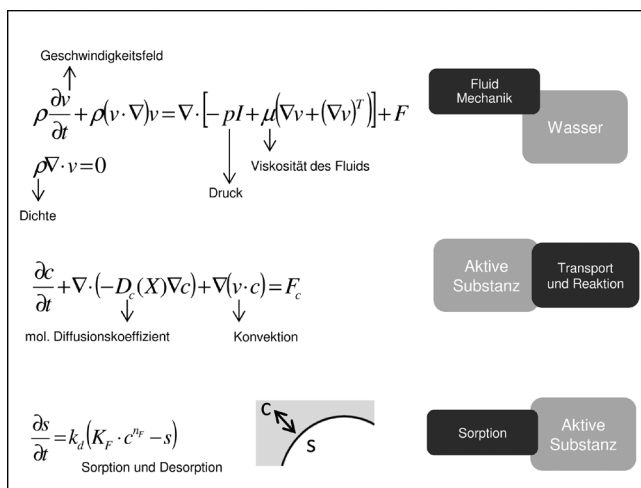 Geschwindigkeitsfeld
ρ ∂v/∂t + ρ(v·∇)v = ∇·[−pI + μ(∇v + (∇v)^T)] + F
ρ∇·v = 0
Viskosität des Fluids
Druck
Dichte
Fluid
Mechanik
Wasser
∂c/∂t + ∇·(−D_c(X)∇c) + ∇(v·c) = F_c
mol. Diffusionskoeffizient
Konvektion
Aktive
Substanz
Transport
und Reaktion
∂s/∂t = k_d(K_F · c^{n_F} − s)
Sorption und Desorption
C
S
Sorption
Aktive
Substanz